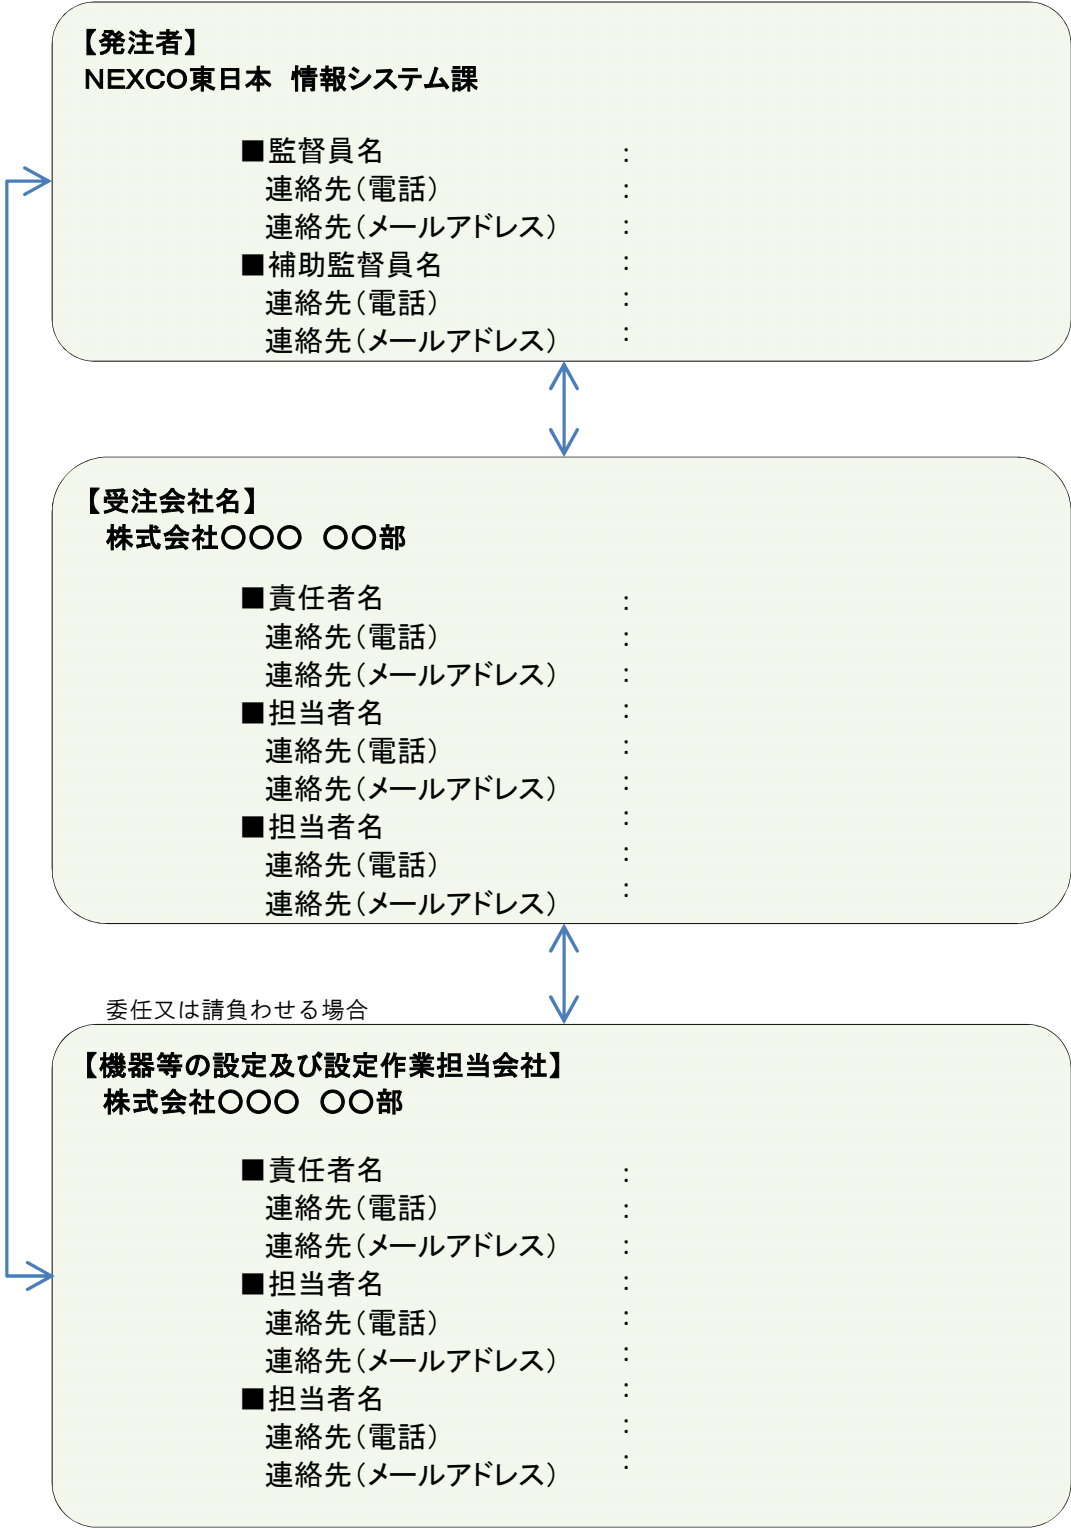 【発注者】
NEXCO東日本　情報システム課
■監督員名　：
連絡先（電話）　：
連絡先（メールアドレス）　：
■補助監督員名　：
連絡先（電話）　：
連絡先（メールアドレス）　：
【受注会社名】
株式会社〇〇〇　〇〇部
■責任者名　：
連絡先（電話）　：
連絡先（メールアドレス）　：
■担当者名　：
連絡先（電話）　：
連絡先（メールアドレス）　：
■担当者名　：
連絡先（電話）　：
連絡先（メールアドレス）　：
委任又は請負わせる場合
【機器等の設定及び設定作業担当会社】
株式会社〇〇〇　〇〇部
■責任者名　：
連絡先（電話）　：
連絡先（メールアドレス）　：
■担当者名　：
連絡先（電話）　：
連絡先（メールアドレス）　：
■担当者名　：
連絡先（電話）　：
連絡先（メールアドレス）　：